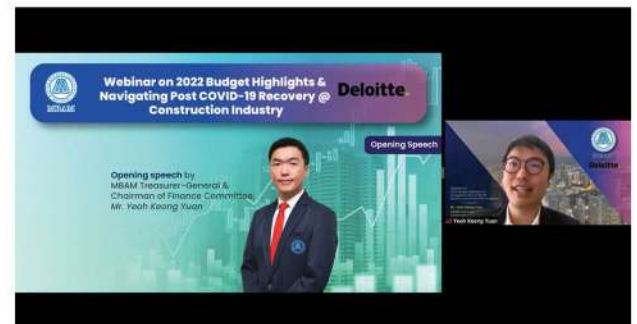 Webinar on 2022 Budget Highlights &
Navigating Post COVID-19 Recovery @
Construction Industry
Deloitte.
MBAM
Opening Speech
Opening speech by
MBAM Treasurer-General &
Chairman of Finance Committee,
Mr. Yeoh Keong Yuan
Deloitte
Yeoh Keong Yuan